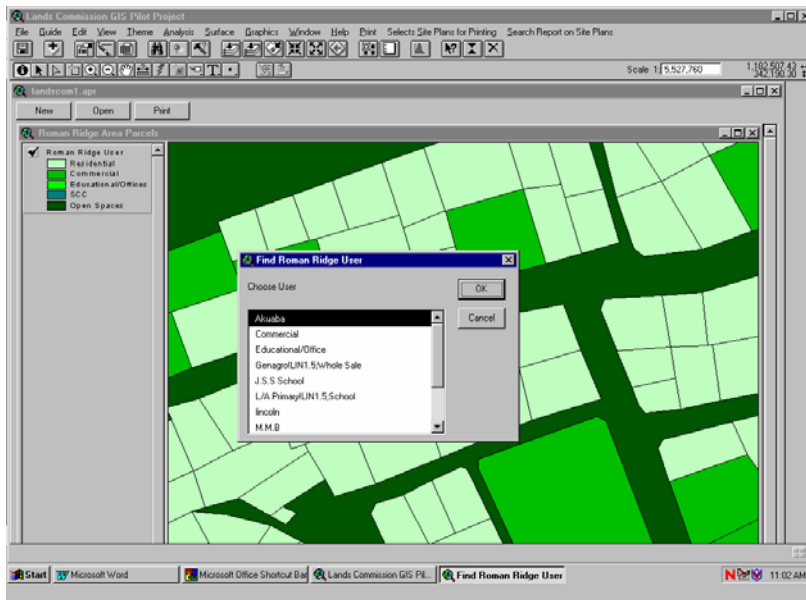 Lands Commission GIS Pilot Project
File Guide Edit View Theme Analysis Surface Graphics Window Help Print Selects Site Plans for Printing Search Report on Site Plans
Scale 1: 5,527,760
1,182,507.43
342,190.30
landscom1.apr
New Open Print
Roman Ridge Area Parcels
Roman Ridge User
Residential
Commercial
Educational/Offices
SCC
Open Spaces
Find Roman Ridge User
Choose User
OK
Cancel
Akuaba
Commercial
Educational/Office
Genagro\LIN1.5;Whole Sale
J.S.S School
L/A Primary\LIN1.5;School
lincoln
M.M.B
Start Microsoft Word Microsoft Office Shortcut Bar Lands Commission GIS Pil... Find Roman Ridge User 11:02 AM